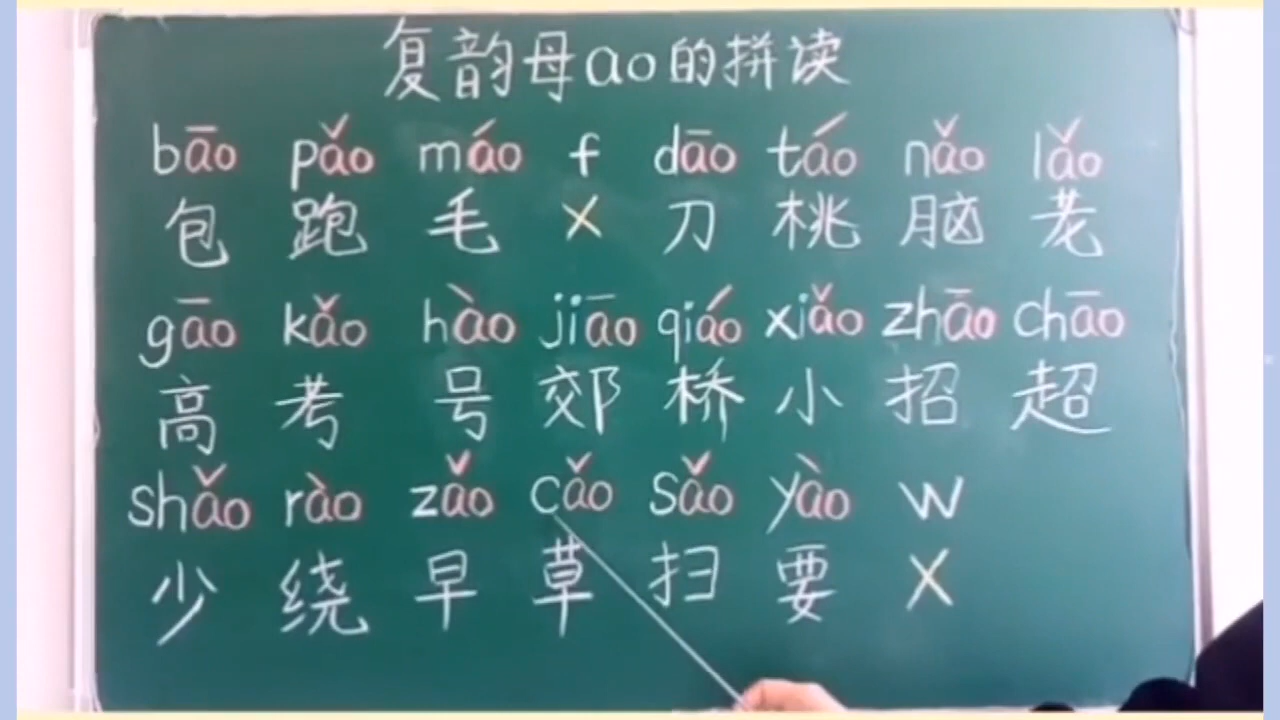 复韵母ao的拼读
bāo pǎo máo f dāo táo nǎo lǎo
包 跑 毛 X 刀 桃 脑 老
gāo kǎo hào jiāo qiáo xiǎo zhāo chāo
高 考 号 郊 桥 小 招 超
shǎo rào zǎo cǎo sǎo yào w
少 绕 早 草 扫 要 X